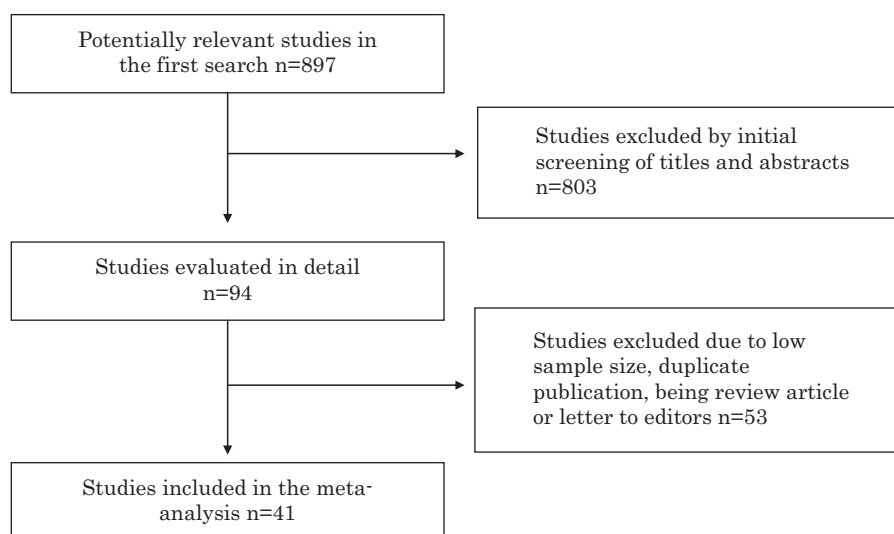 Potentially relevant studies in
the first search n=897
Studies excluded by initial
screening of titles and abstracts
n=803
Studies evaluated in detail
n=94
Studies excluded due to low
sample size, duplicate
publication, being review article
or letter to editors n=53
Studies included in the meta-
analysis n=41